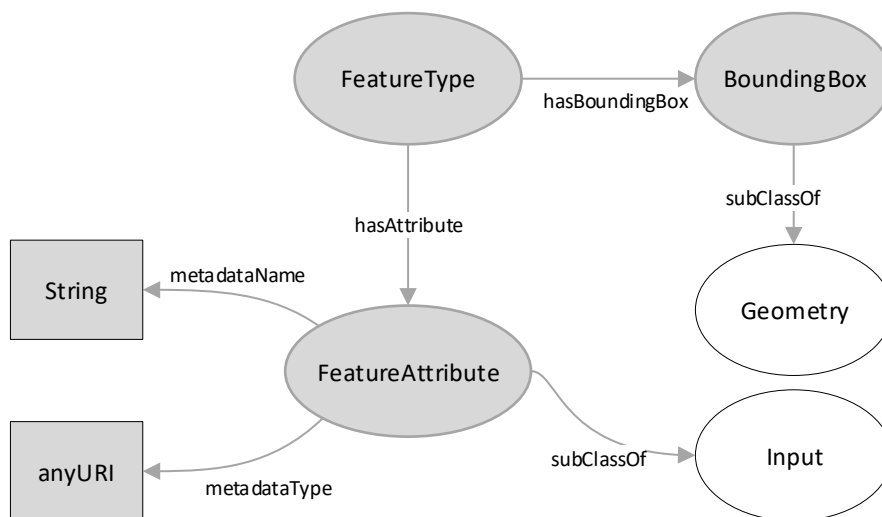 FeatureType
BoundingBox
hasBoundingBox
subClassOf
hasAttribute
metadataName
String
Geometry
FeatureAttribute
subClassOf
Input
anyURI
metadataType